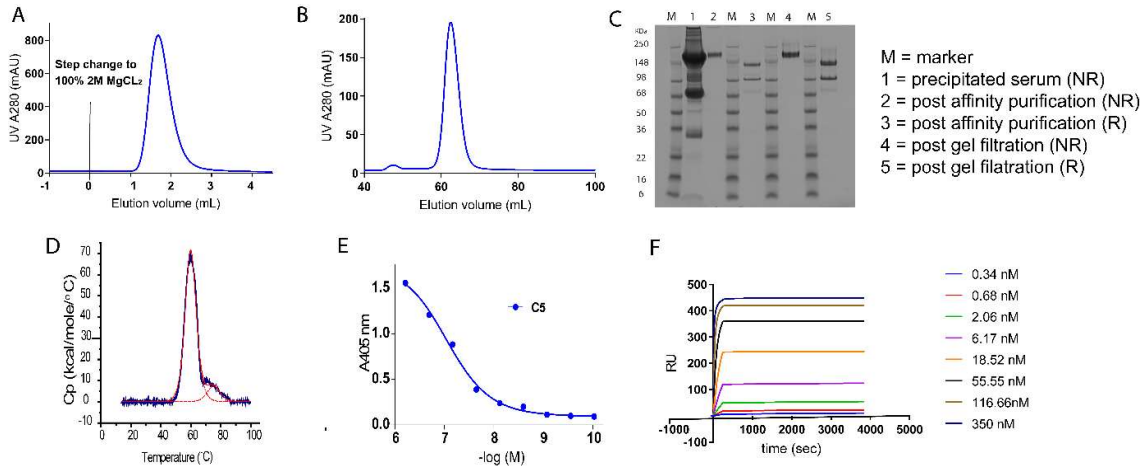 A
UV A280 (mAU)
800
600
400
200
0
Step change to
100% 2M MgCL₂
-1 0 1 2 3 4
Elution volume (mL)
B
UV A280 (mAU)
200
150
100
50
0
40 60 80 100
Elution volume (mL)
C
M 1 2 M 3 M 4 M 5
KDa
250
148
98
68
50
36
22
16
6
M = marker
1 = precipitated serum (NR)
2 = post affinity purification (NR)
3 = post affinity purification (R)
4 = post gel filtration (NR)
5 = post gel filatration (R)
D
Cp (kcal/mole/°C)
70
60
50
40
30
20
10
0
-10
0 20 40 60 80 100
Temperature (°C)
E
A405 nm
1.5
1.0
0.5
0.0
C5
6 7 8 9 10
-log (M)
F
RU
500
400
300
200
100
-100
-1000 0 1000 2000 3000 4000 5000
time (sec)
0.34 nM
0.68 nM
2.06 nM
6.17 nM
18.52 nM
55.55 nM
116.66nM
350 nM